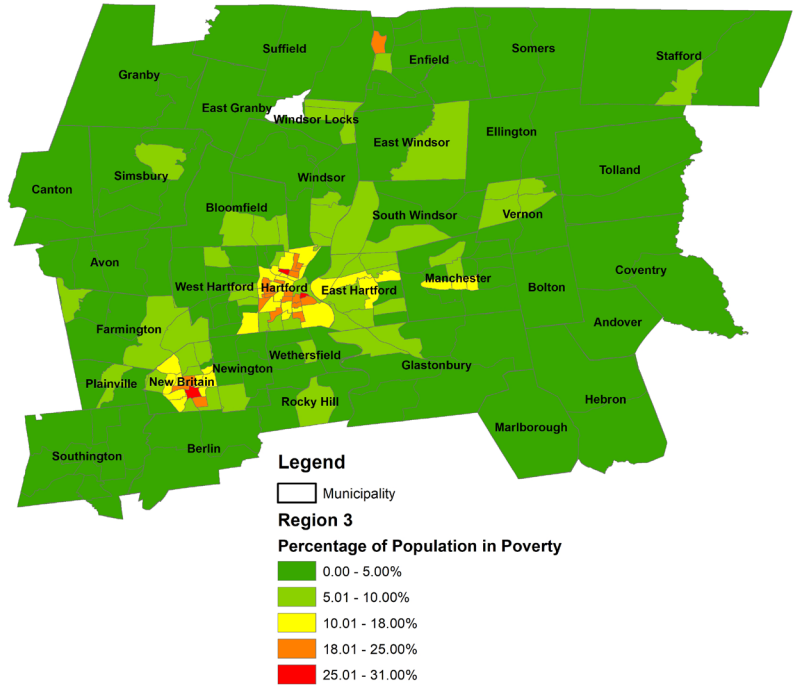 Suffield
Somers
Stafford
Enfield
Granby
East Granby
Windsor Locks
Ellington
East Windsor
Tolland
Simsbury
Windsor
Canton
Bloomfield
South Windsor
Vernon
Avon
Coventry
Manchester
West Hartford
Hartford
East Hartford
Bolton
Andover
Farmington
Wethersfield
Newington
Glastonbury
Plainville
New Britain
Rocky Hill
Hebron
Marlborough
Berlin
Southington
Legend
Municipality
Region 3
Percentage of Population in Poverty
0.00 - 5.00%
5.01 - 10.00%
10.01 - 18.00%
18.01 - 25.00%
25.01 - 31.00%